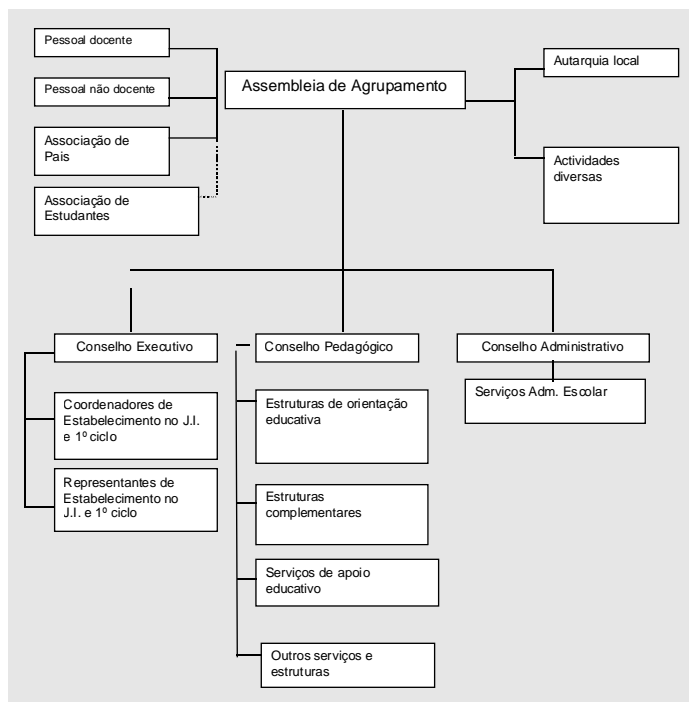 Pessoal docente
Pessoal não docente
Associação de
Pais
Associação de
Estudantes
Assembleia de Agrupamento
Autarquia local
Actividades
diversas
Conselho Executivo
Coordenadores de
Estabelecimento no J.I.
e 1º ciclo
Representantes de
Estabelecimento no
J.I. e 1º ciclo
Conselho Pedagógico
Estruturas de orientação
educativa
Estruturas
complementares
Serviços de apoio
educativo
Outros serviços e
estruturas
Conselho Administrativo
Serviços Adm. Escolar